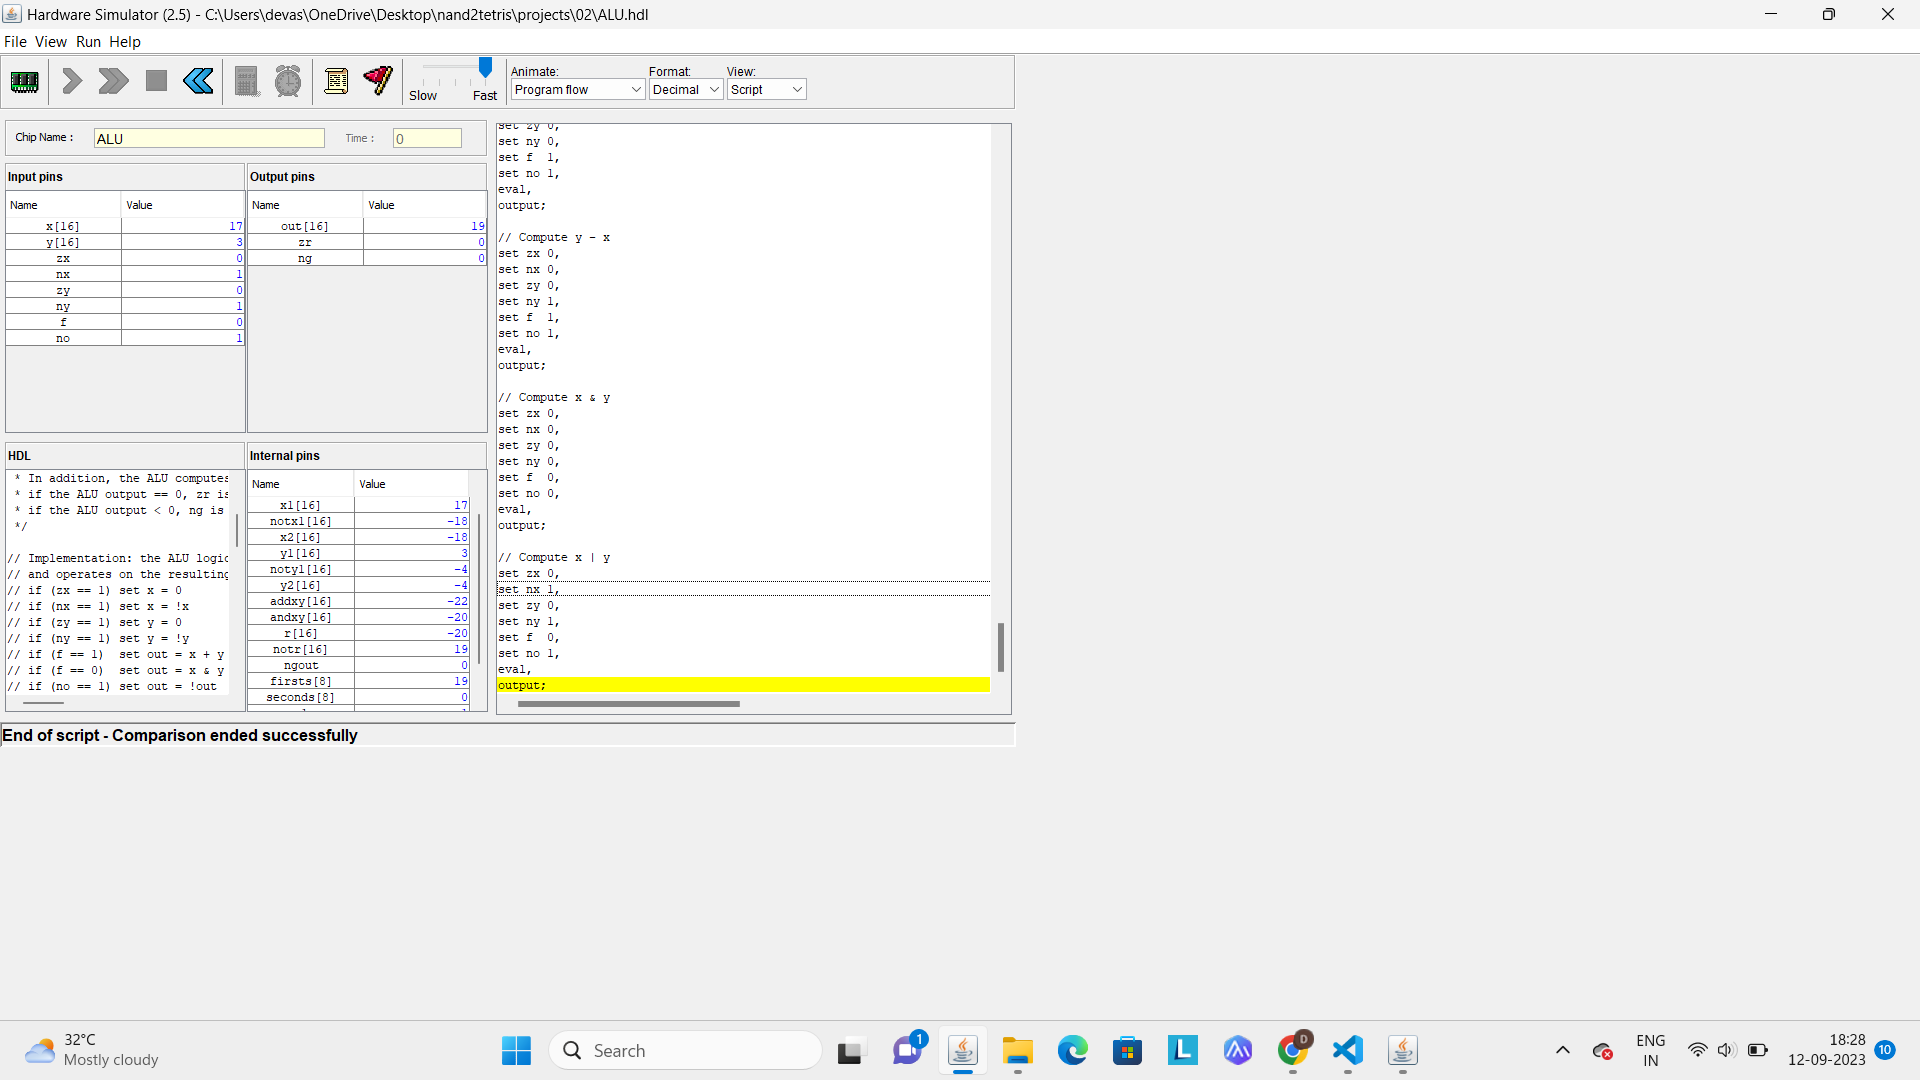 Hardware Simulator (2.5) - C:\Users\devas\OneDrive\Desktop\nand2tetris\projects\02\ALU.hdl
File View Run Help
Slow Fast
Animate: Format: View:
Program flow Decimal Script
Chip Name : ALU Time : 0
Input pins
Name Value
x[16] 17
y[16] 3
zx 0
nx 1
zy 0
ny 1
f 0
no 1
Output pins
Name Value
out[16] 19
zr 0
ng 0
HDL
* In addition, the ALU computes
* if the ALU output == 0, zr is
* if the ALU output < 0, ng is
*/
// Implementation: the ALU logic
// and operates on the resulting
// if (zx == 1) set x = 0
// if (nx == 1) set x = !x
// if (zy == 1) set y = 0
// if (ny == 1) set y = !y
// if (f == 1)  set out = x + y
// if (f == 0)  set out = x & y
// if (no == 1) set out = !out
Internal pins
Name Value
x1[16] 17
notx1[16] -18
x2[16] -18
y1[16] 3
noty1[16] -4
y2[16] -4
addxy[16] -22
andxy[16] -20
r[16] -20
notr[16] 19
ngout 0
firsts[8] 19
seconds[8] 0
set zy 0,
set ny 0,
set f  1,
set no 1,
eval,
output;
// Compute y - x
set zx 0,
set nx 0,
set zy 0,
set ny 1,
set f  1,
set no 1,
eval,
output;
// Compute x & y
set zx 0,
set nx 0,
set zy 0,
set ny 0,
set f  0,
set no 0,
eval,
output;
// Compute x | y
set zx 0,
set nx 1,
set zy 0,
set ny 1,
set f  0,
set no 1,
eval,
output;
End of script - Comparison ended successfully
32°C
Mostly cloudy
Search
1
L
D
ENG
IN
18:28
12-09-2023
10